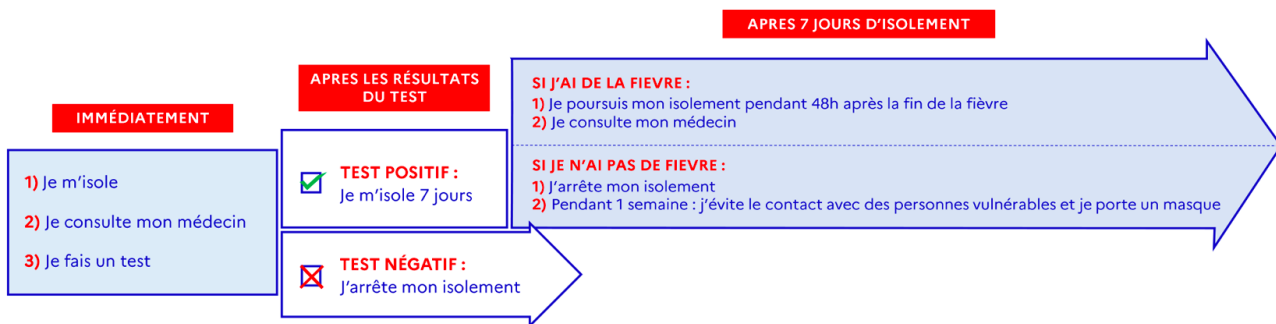 IMMÉDIATEMENT
1) Je m'isole
2) Je consulte mon médecin
3) Je fais un test
APRES LES RÉSULTATS
DU TEST
TEST POSITIF :
Je m'isole 7 jours
TEST NÉGATIF :
J'arrête mon isolement
APRES 7 JOURS D'ISOLEMENT
SI J'AI DE LA FIEVRE :
1) Je poursuis mon isolement pendant 48h après la fin de la fièvre
2) Je consulte mon médecin
SI JE N'AI PAS DE FIEVRE :
1) J'arrête mon isolement
2) Pendant 1 semaine : j'évite le contact avec des personnes vulnérables et je porte un masque